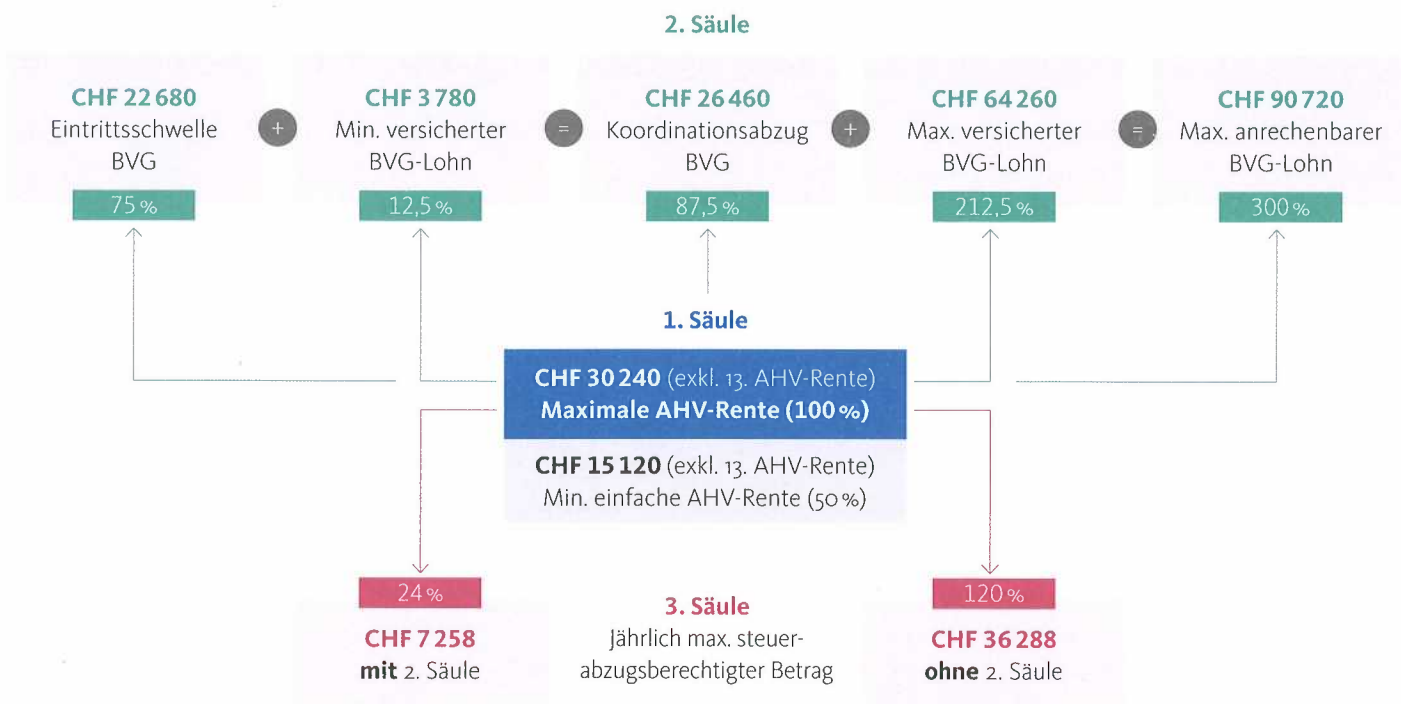 2. Säule
CHF 22 680
Eintrittsschwelle
BVG
75 %
+
CHF 3 780
Min. versicherter
BVG-Lohn
12,5 %
=
CHF 26 460
Koordinationsabzug
BVG
87,5 %
+
CHF 64 260
Max. versicherter
BVG-Lohn
212,5 %
=
CHF 90 720
Max. anrechenbarer
BVG-Lohn
300 %
1. Säule
CHF 30 240 (exkl. 13. AHV-Rente)
Maximale AHV-Rente (100 %)
CHF 15 120 (exkl. 13. AHV-Rente)
Min. einfache AHV-Rente (50 %)
24 %
CHF 7 258
mit 2. Säule
3. Säule
Jährlich max. steuer-
abzugsberechtigter Betrag
120 %
CHF 36 288
ohne 2. Säule